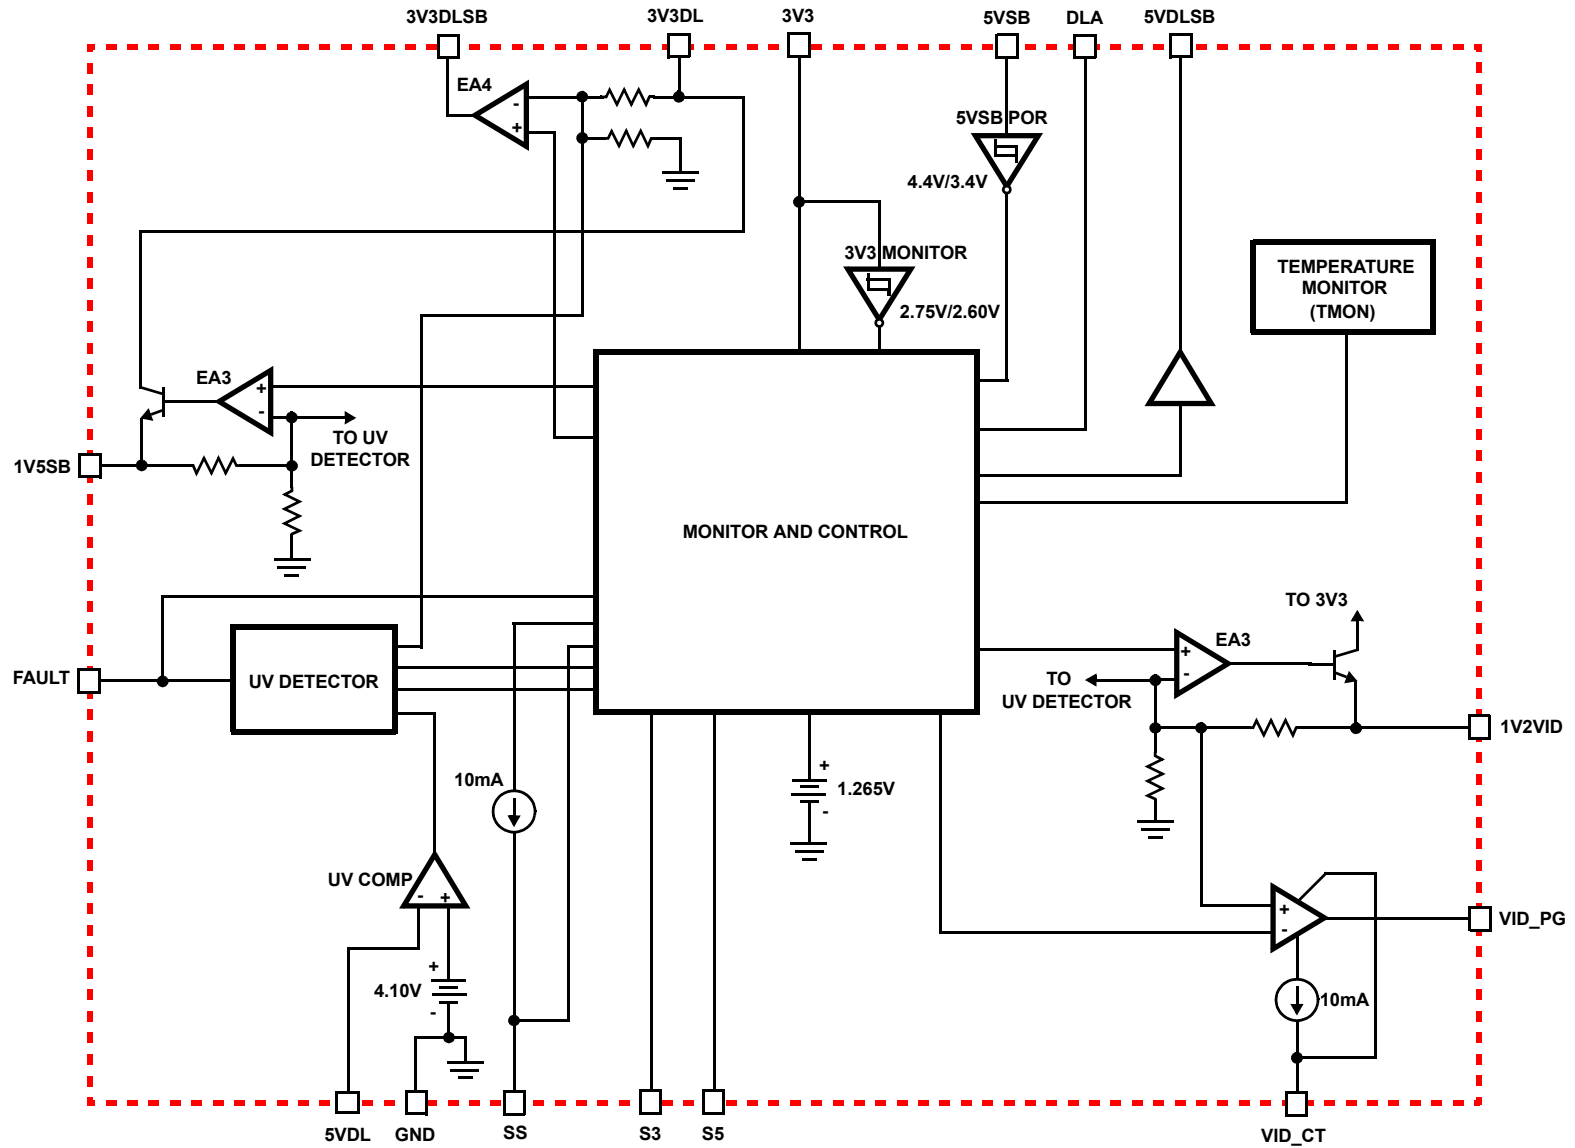 3V3DLSB
3V3DL
3V3
5VSB
DLA
5VDLSB
EA4
-
+
5VSB POR
4.4V/3.4V
3V3 MONITOR
2.75V/2.60V
TEMPERATURE
MONITOR
(TMON)
EA3
+
-
TO UV
DETECTOR
1V5SB
MONITOR AND CONTROL
TO 3V3
EA3
+
-
TO
UV DETECTOR
FAULT
UV DETECTOR
1V2VID
10mA
+
1.265V
-
UV COMP
-
+
+
4.10V
-
+
-
VID_PG
10mA
5VDL
GND
SS
S3
S5
VID_CT